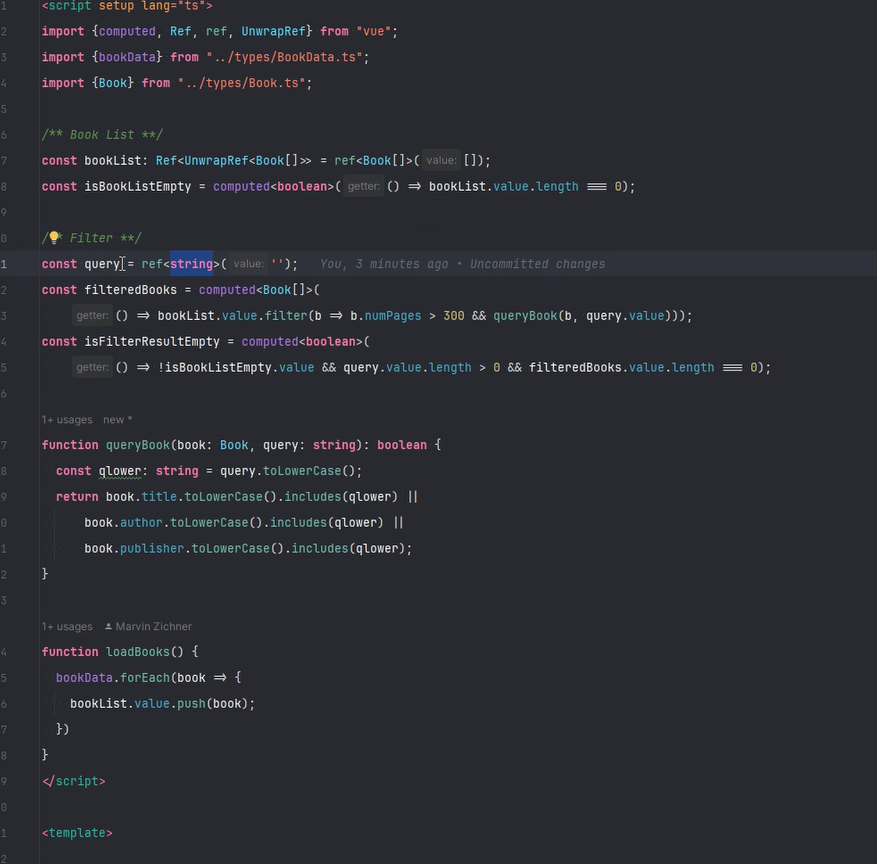 1 <script setup lang="ts">
2 import {computed, Ref, ref, UnwrapRef} from "vue";
3 import {bookData} from "../types/BookData.ts";
4 import {Book} from "../types/Book.ts";
5
6 /** Book List **/
7 const bookList: Ref<UnwrapRef<Book[]>> = ref<Book[]>( value: []);
8 const isBookListEmpty = computed<boolean>( getter: () => bookList.value.length === 0);
9
0 /** Filter **/
1 const query = ref<string>( value: ''); You, 3 minutes ago • Uncommitted changes
2 const filteredBooks = computed<Book[]>(
3 getter: () => bookList.value.filter(b => b.numPages > 300 && queryBook(b, query.value)));
4 const isFilterResultEmpty = computed<boolean>(
5 getter: () => !isBookListEmpty.value && query.value.length > 0 && filteredBooks.value.length === 0);
6
1+ usages new *
7 function queryBook(book: Book, query: string): boolean {
8 const qlower: string = query.toLowerCase();
9 return book.title.toLowerCase().includes(qlower) ||
0 book.author.toLowerCase().includes(qlower) ||
1 book.publisher.toLowerCase().includes(qlower);
2 }
3
1+ usages Marvin Zichner
4 function loadBooks() {
5 bookData.forEach(book => {
6 bookList.value.push(book);
7 })
8 }
9 </script>
0
1 <template>
2